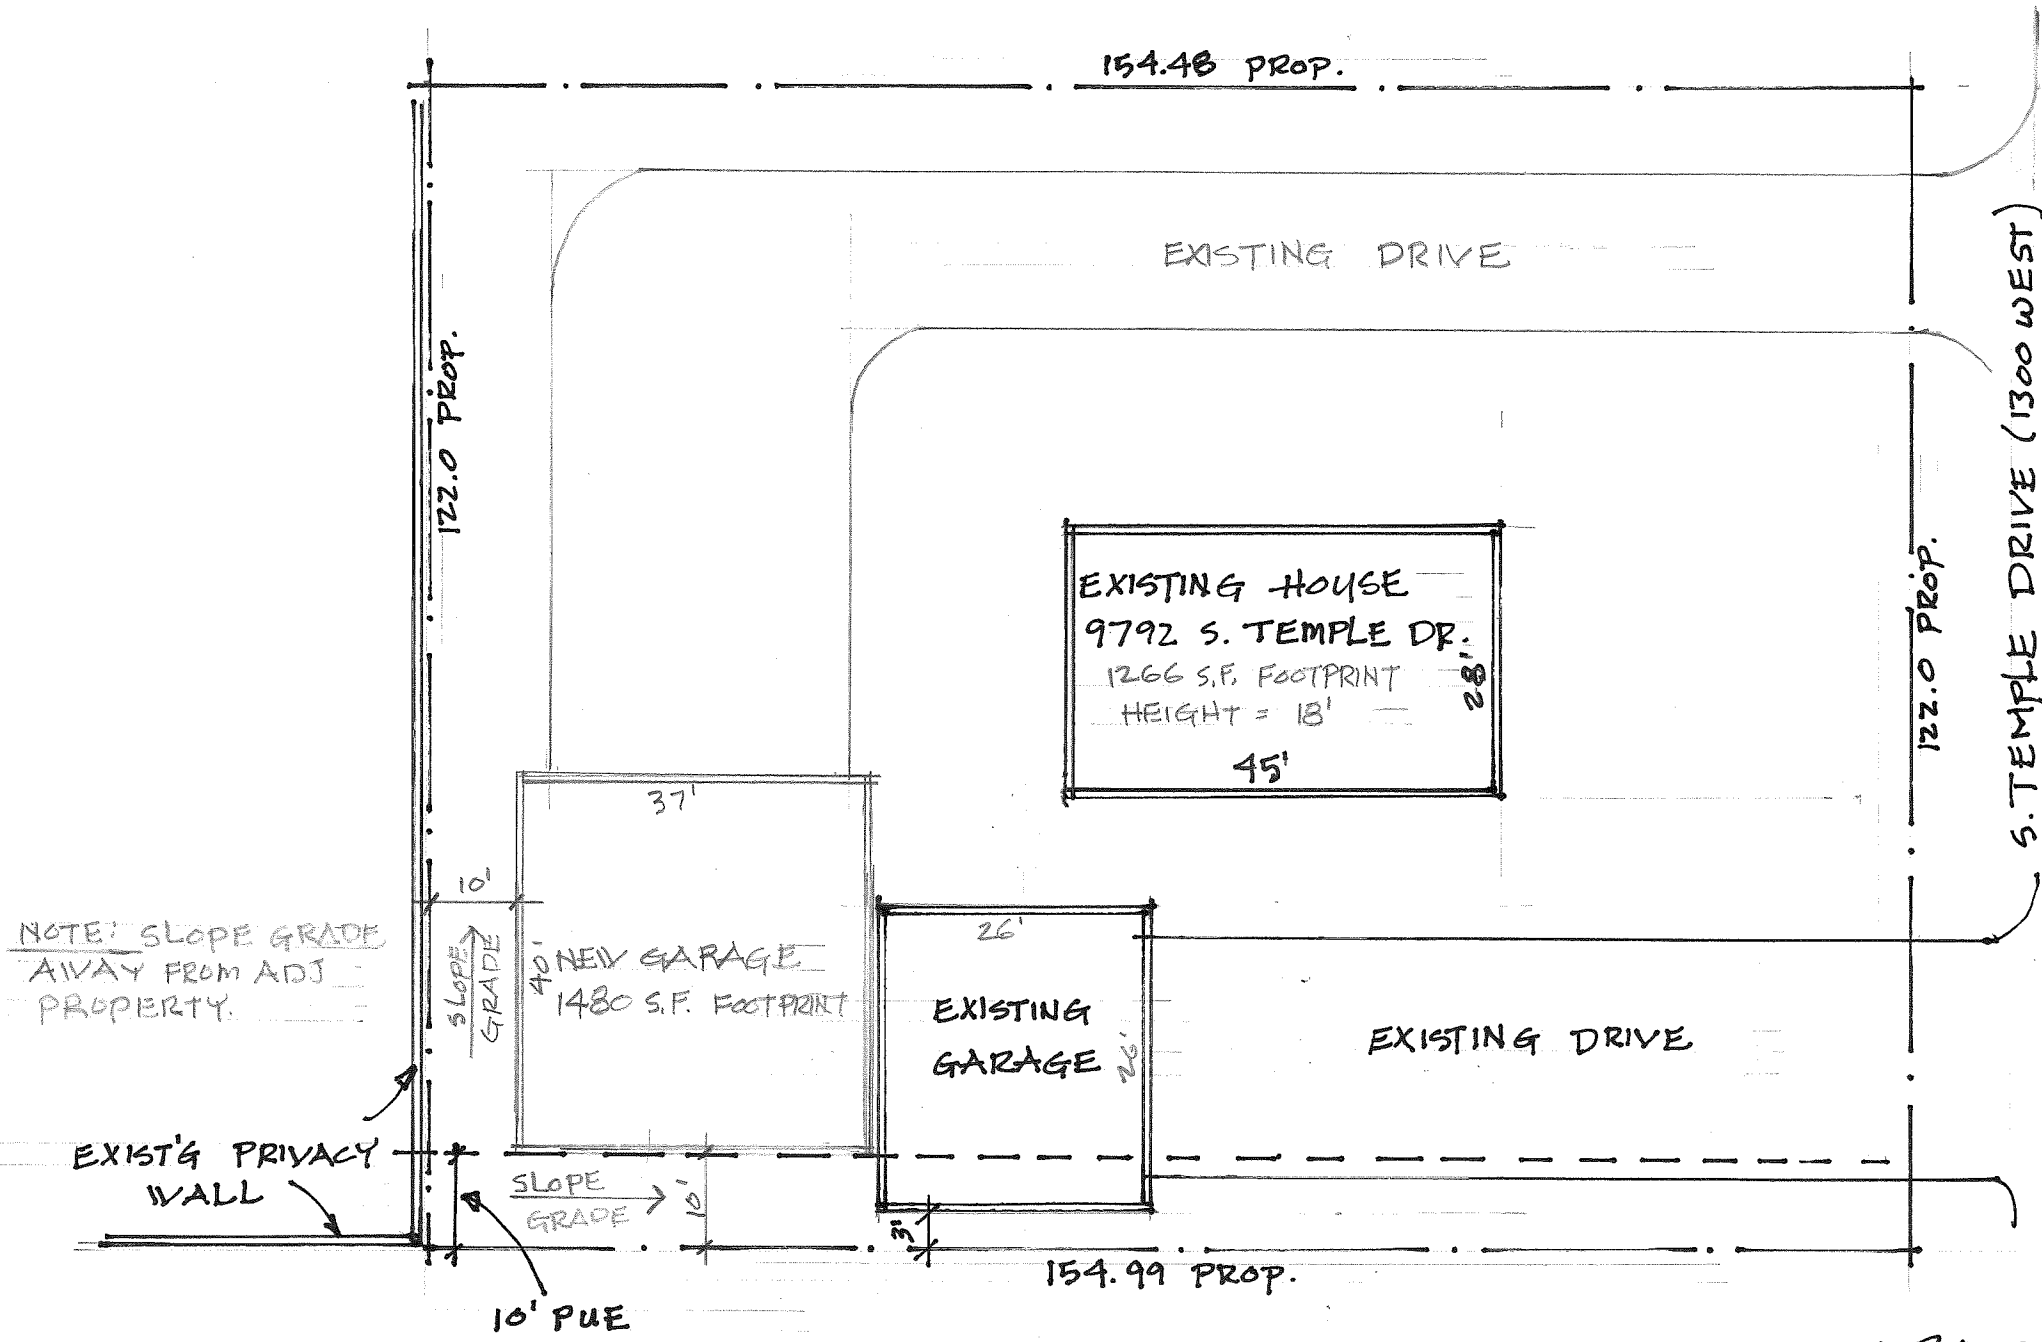 154.48 PROP.
EXISTING DRIVE
S. TEMPLE DRIVE (1300 WEST)
122.0 PROP.
122.0 PROP.
EXISTING HOUSE
9792 S. TEMPLE DR.
1266 S.F. FOOTPRINT
HEIGHT = 18'
28'
45'
37'
10'
NOTE: SLOPE GRADE
AWAY FROM ADJ
PROPERTY.
SLOPE
GRADE
40'
NEW GARAGE
1480 S.F. FOOTPRINT
26'
EXISTING
GARAGE
26'
EXISTING DRIVE
EXIST'G PRIVACY
WALL
SLOPE
GRADE
10'
3'
154.99 PROP.
10' PUE